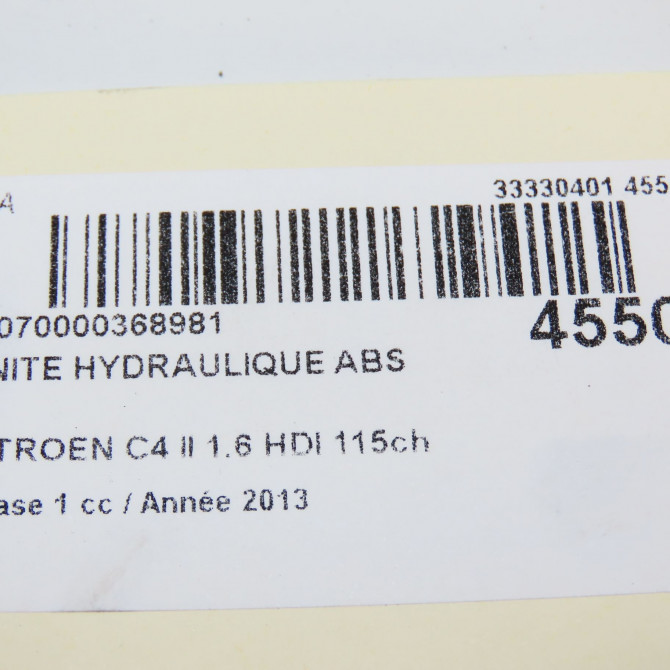 A 33330401 455
070000368981 4550
NITE HYDRAULIQUE ABS
TROEN C4 II 1.6 HDI 115ch
ase 1 cc / Année 2013